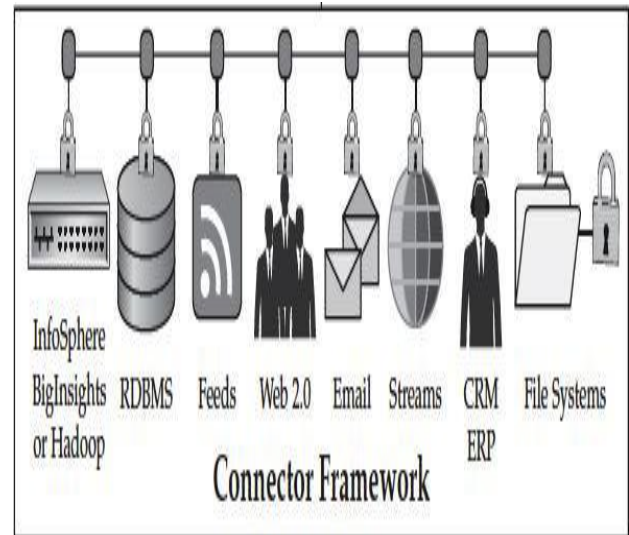 InfoSphere
BigInsights
or Hadoop
RDBMS
Feeds
Web 2.0
Email
Streams
CRM
ERP
File Systems
Connector Framework